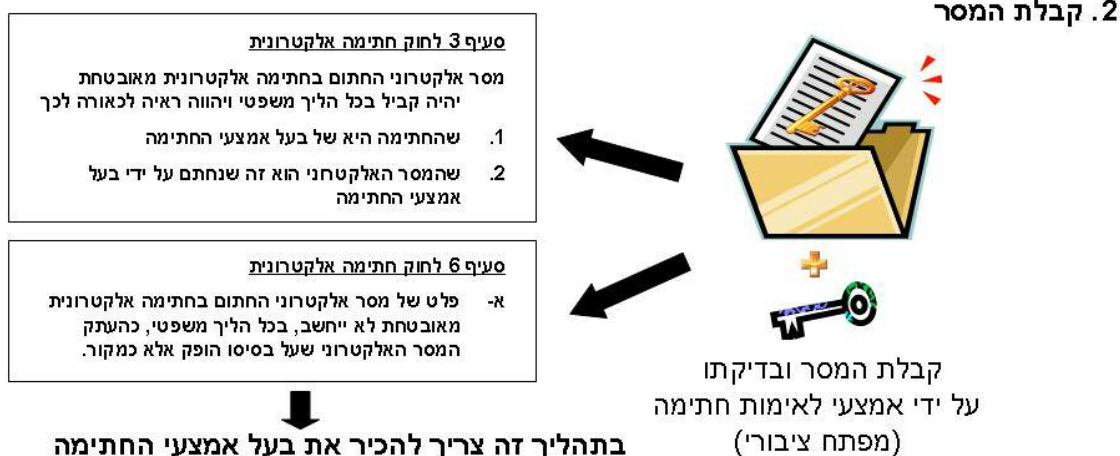 2. קבלת המסר
סעיף 3 לחוק חתימה אלקטרונית
מסר אלקטרוני החתום בחתימה אלקטרונית מאובטחת
יהיה קביל בכל הליך משפטי ויהווה ראיה לכאורה לכך
1. שהחתימה היא של בעל אמצעי החתימה
2. שהמסר האלקטרוני הוא זה שנחתם על ידי בעל
אמצעי החתימה
סעיף 6 לחוק חתימה אלקטרונית
א- פלט של מסר אלקטרוני החתום בחתימה אלקטרונית
מאובטחת לא ייחשב, בכל הליך משפטי, כהעתק
המסר האלקטרוני שעל בסיסו הופק אלא כמקור.
קבלת המסר ובדיקתו
על ידי אמצעי לאימות חתימה
(מפתח ציבורי)
בתהליך זה צריך להכיר את בעל אמצעי החתימה